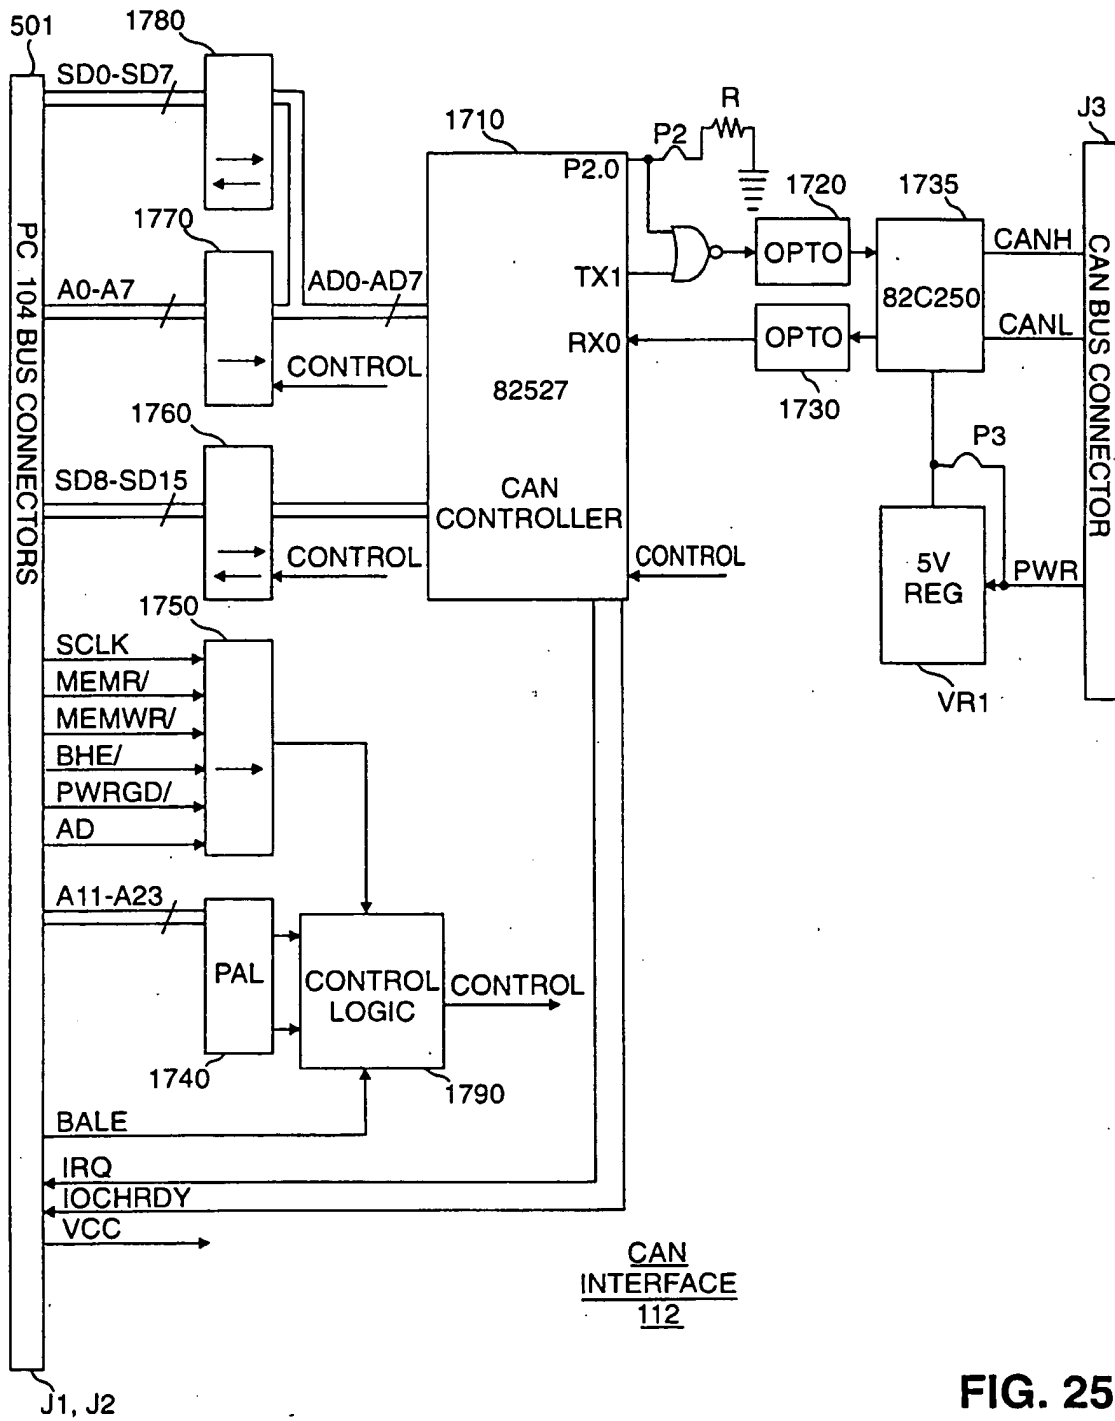 501
1780
SD0-SD7
1710
R
P2
J3
P2.0
1720
1735
1770
OPTO
CANH
A0-A7
AD0-AD7
TX1
82C250
CANL
RX0
OPTO
CONTROL
82527
1730
1760
P3
SD8-SD15
CAN
CONTROLLER
CONTROL
CONTROL
5V
REG
PWR
PC 104 BUS CONNECTORS
CAN BUS CONNECTOR
1750
SCLK
MEMR/
MEMWR/
BHE/
PWRGD/
AD
VR1
A11-A23
PAL
CONTROL
LOGIC
CONTROL
1740
1790
BALE
IRQ
IOCHRDY
VCC
CAN
INTERFACE
112
J1, J2
FIG. 25